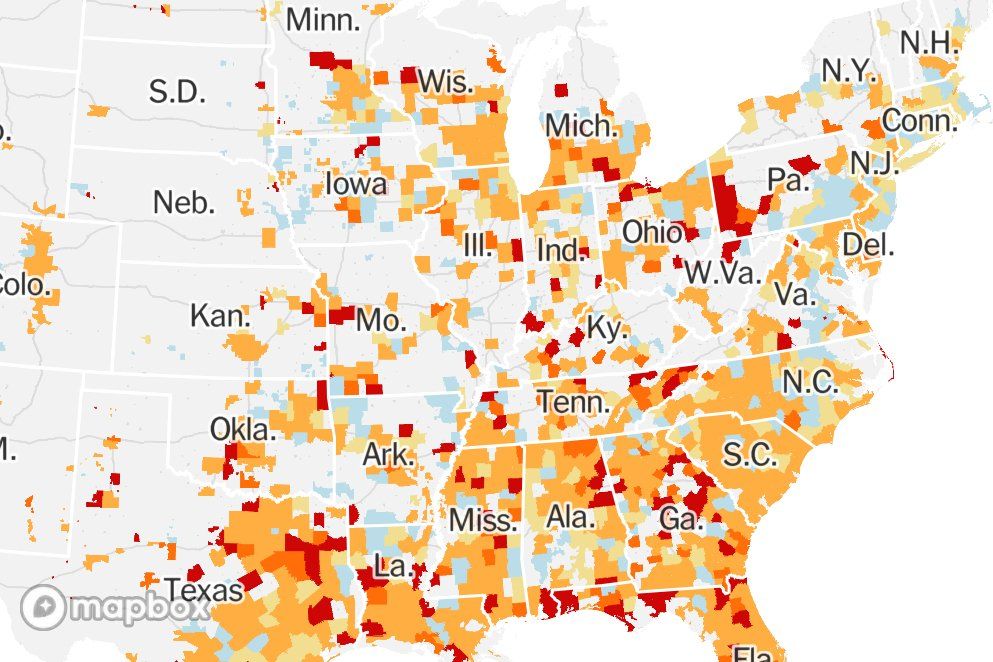 Minn.
N.H.
S.D.
Wis.
N.Y.
Mich.
Conn.
Iowa
Pa.
N.J.
Neb.
Ill.
Ind.
Ohio
Del.
W.Va.
Colo.
Va.
Kan.
Mo.
Ky.
N.C.
Tenn.
Okla.
Ark.
S.C.
Miss.
Ala.
Ga.
La.
Texas
mapbox
Fla.